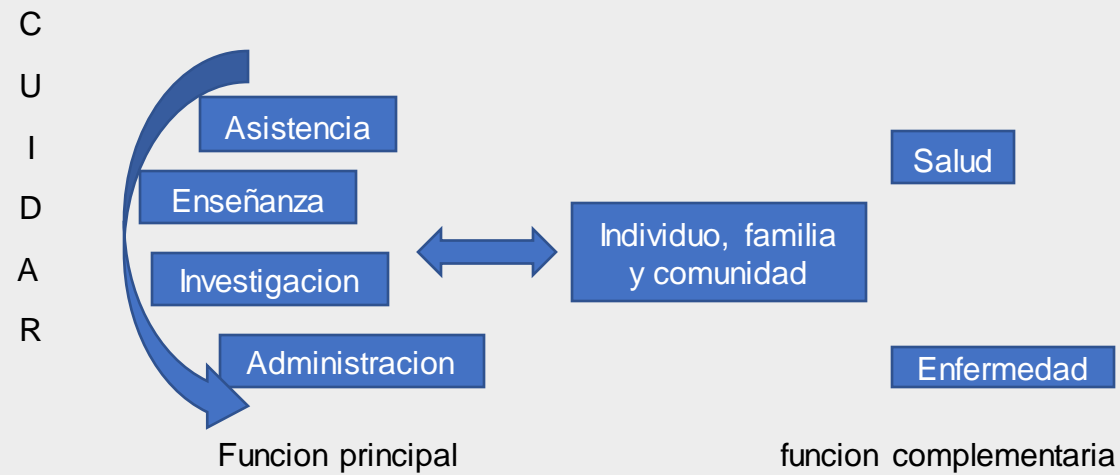 C
U
I
D
A
R
Asistencia
Enseñanza
Investigacion
Administracion
Individuo, familia
y comunidad
Salud
Enfermedad
Funcion principal
funcion complementaria